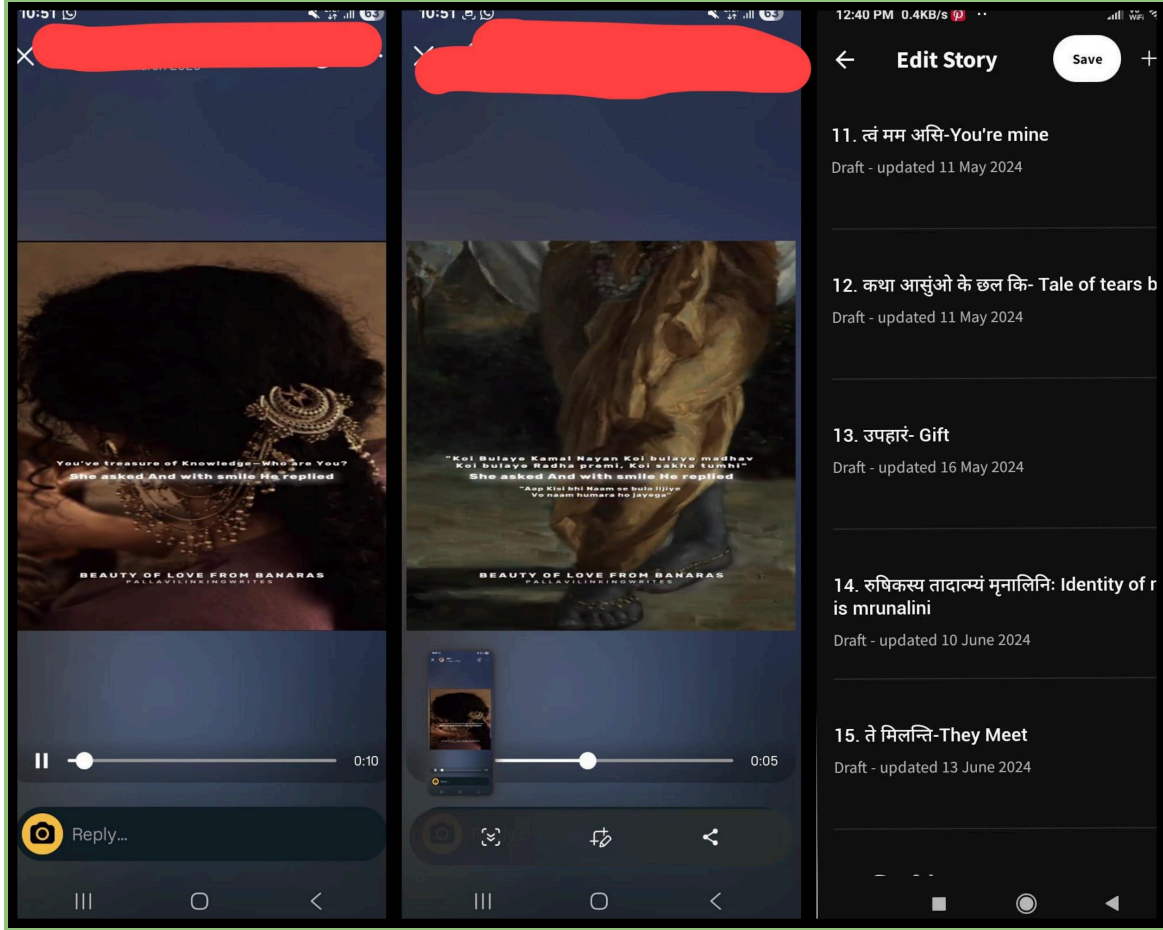 10:51
63
You've treasure of Knowledge—Who are You?
She asked And with smile He replied
BEAUTY OF LOVE FROM BANARAS
PALLAVILINKINGWRITES
0:10
Reply...
10:51
63
"Koi Bulaye Kamal Nayan Koi bulaye madhav
Koi bulaye Radha premi, Koi sakha tumhi"
She asked And with smile He replied
"Aap Kisi bhi Naam se bula lijiye
Vo naam humara ho jayega"
BEAUTY OF LOVE FROM BANARAS
PALLAVILINKINGWRITES
0:05
12:40 PM 0.4KB/s
Edit Story
Save
11. त्वं मम असि-You're mine
Draft - updated 11 May 2024
12. कथा आसुंओ के छल कि- Tale of tears b
Draft - updated 11 May 2024
13. उपहारं- Gift
Draft - updated 16 May 2024
14. रुषिकस्य तादात्म्यं मृनालिनिः Identity of r
is mrunalini
Draft - updated 10 June 2024
15. ते मिलन्ति-They Meet
Draft - updated 13 June 2024